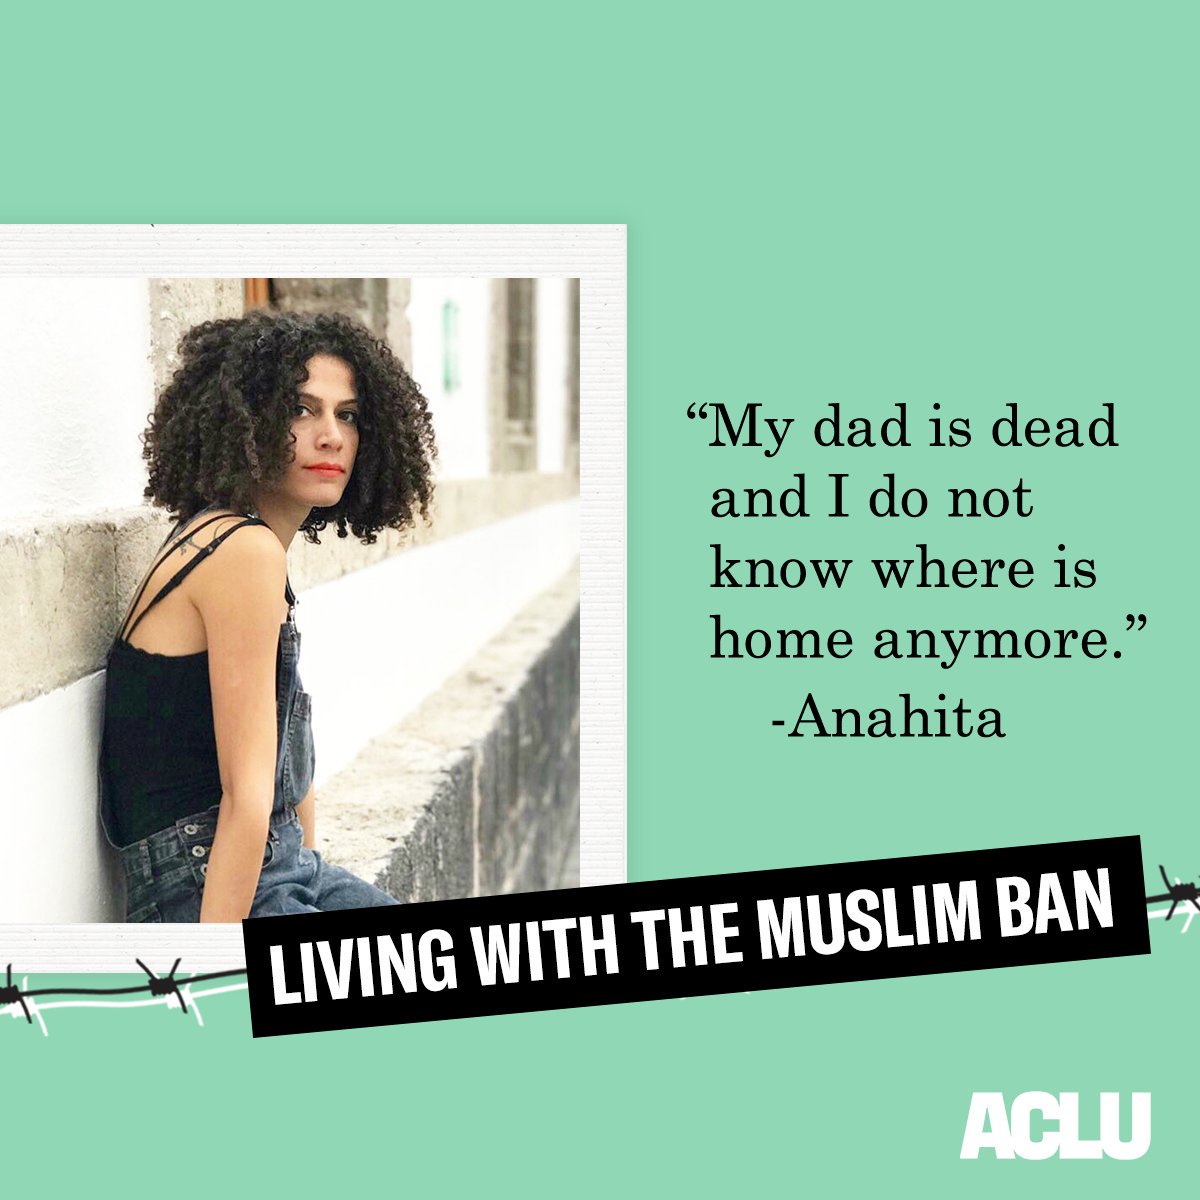 “My dad is dead
and I do not
know where is
home anymore.”
-Anahita
LIVING WITH THE MUSLIM BAN
ACLU